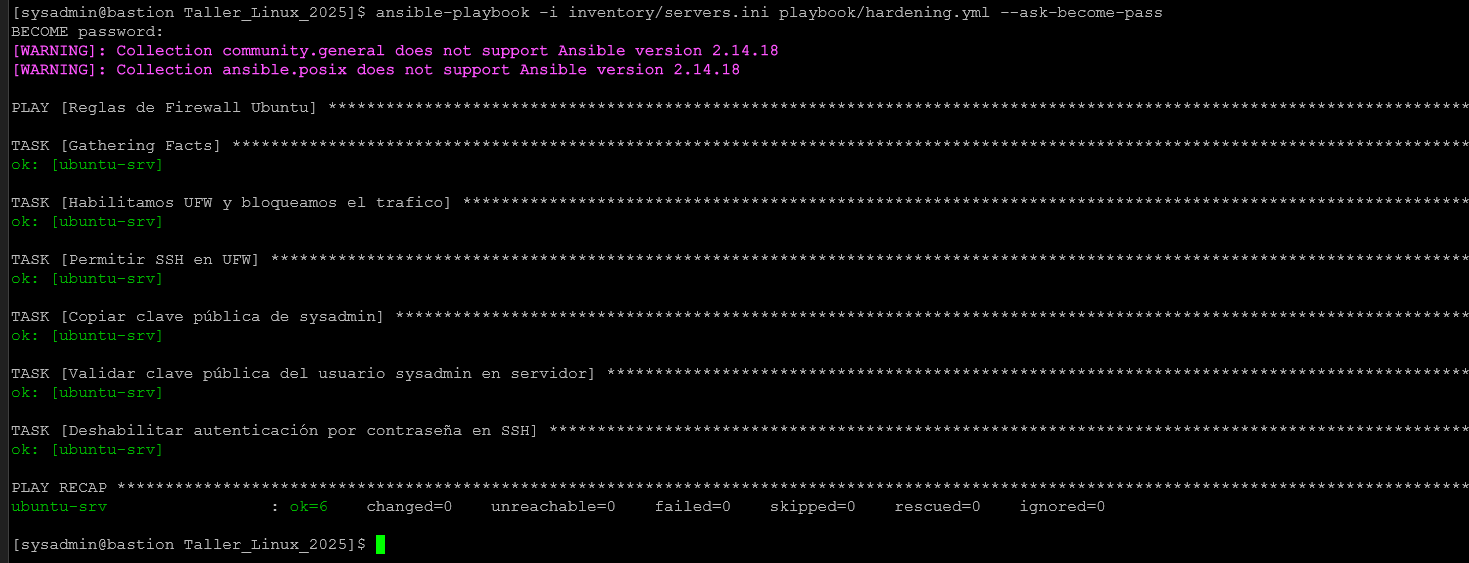 [sysadmin@bastion Taller_Linux_2025]$ ansible-playbook -i inventory/servers.ini playbook/hardening.yml --ask-become-pass
BECOME password:
[WARNING]: Collection community.general does not support Ansible version 2.14.18
[WARNING]: Collection ansible.posix does not support Ansible version 2.14.18
PLAY [Reglas de Firewall Ubuntu] ***********************************************************************************************************************
TASK [Gathering Facts] *********************************************************************************************************************************
ok: [ubuntu-srv]
TASK [Habilitamos UFW y bloqueamos el trafico] *********************************************************************************************************
ok: [ubuntu-srv]
TASK [Permitir SSH en UFW] *****************************************************************************************************************************
ok: [ubuntu-srv]
TASK [Copiar clave pública de sysadmin] ****************************************************************************************************************
ok: [ubuntu-srv]
TASK [Validar clave pública del usuario sysadmin en servidor] ******************************************************************************************
ok: [ubuntu-srv]
TASK [Deshabilitar autenticación por contraseña en SSH] ************************************************************************************************
ok: [ubuntu-srv]
PLAY RECAP *********************************************************************************************************************************************
ubuntu-srv                 : ok=6    changed=0    unreachable=0    failed=0    skipped=0    rescued=0    ignored=0
[sysadmin@bastion Taller_Linux_2025]$